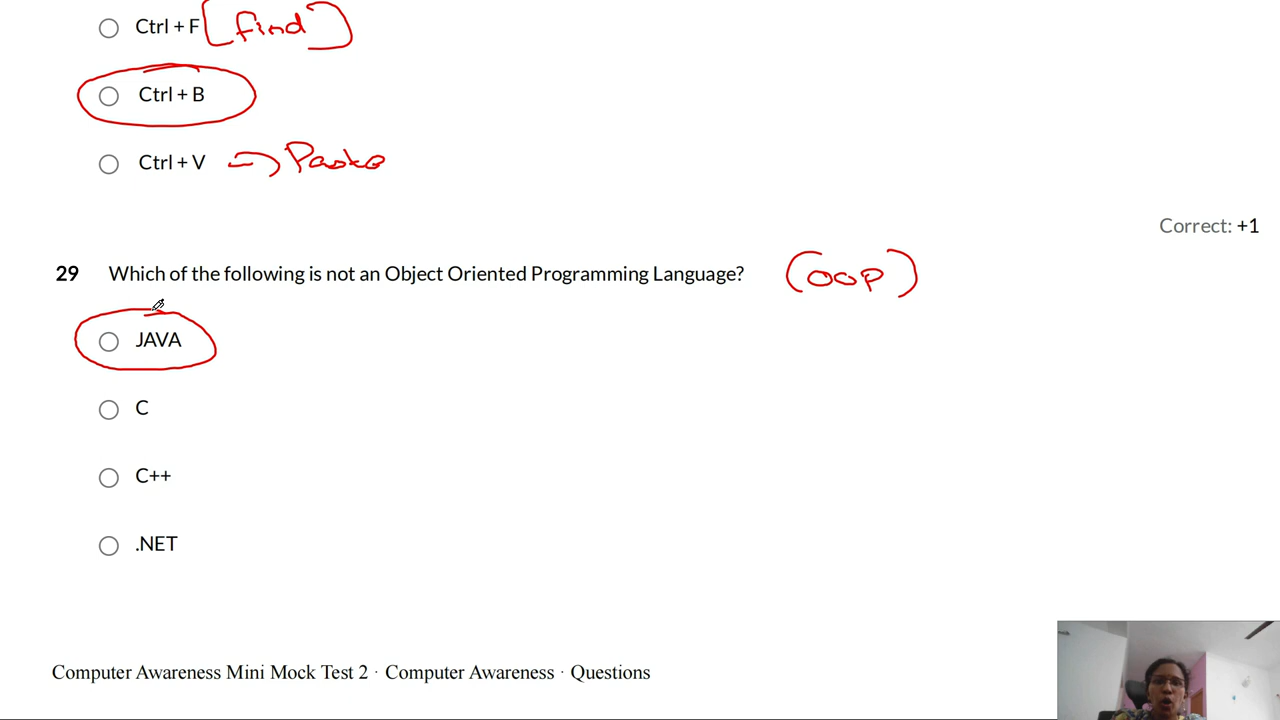 Ctrl + F [find]
Ctrl + B
Ctrl + V => Paste
Correct: +1
29 Which of the following is not an Object Oriented Programming Language? (OOP)
JAVA
C
C++
.NET
Computer Awareness Mini Mock Test 2 · Computer Awareness · Questions